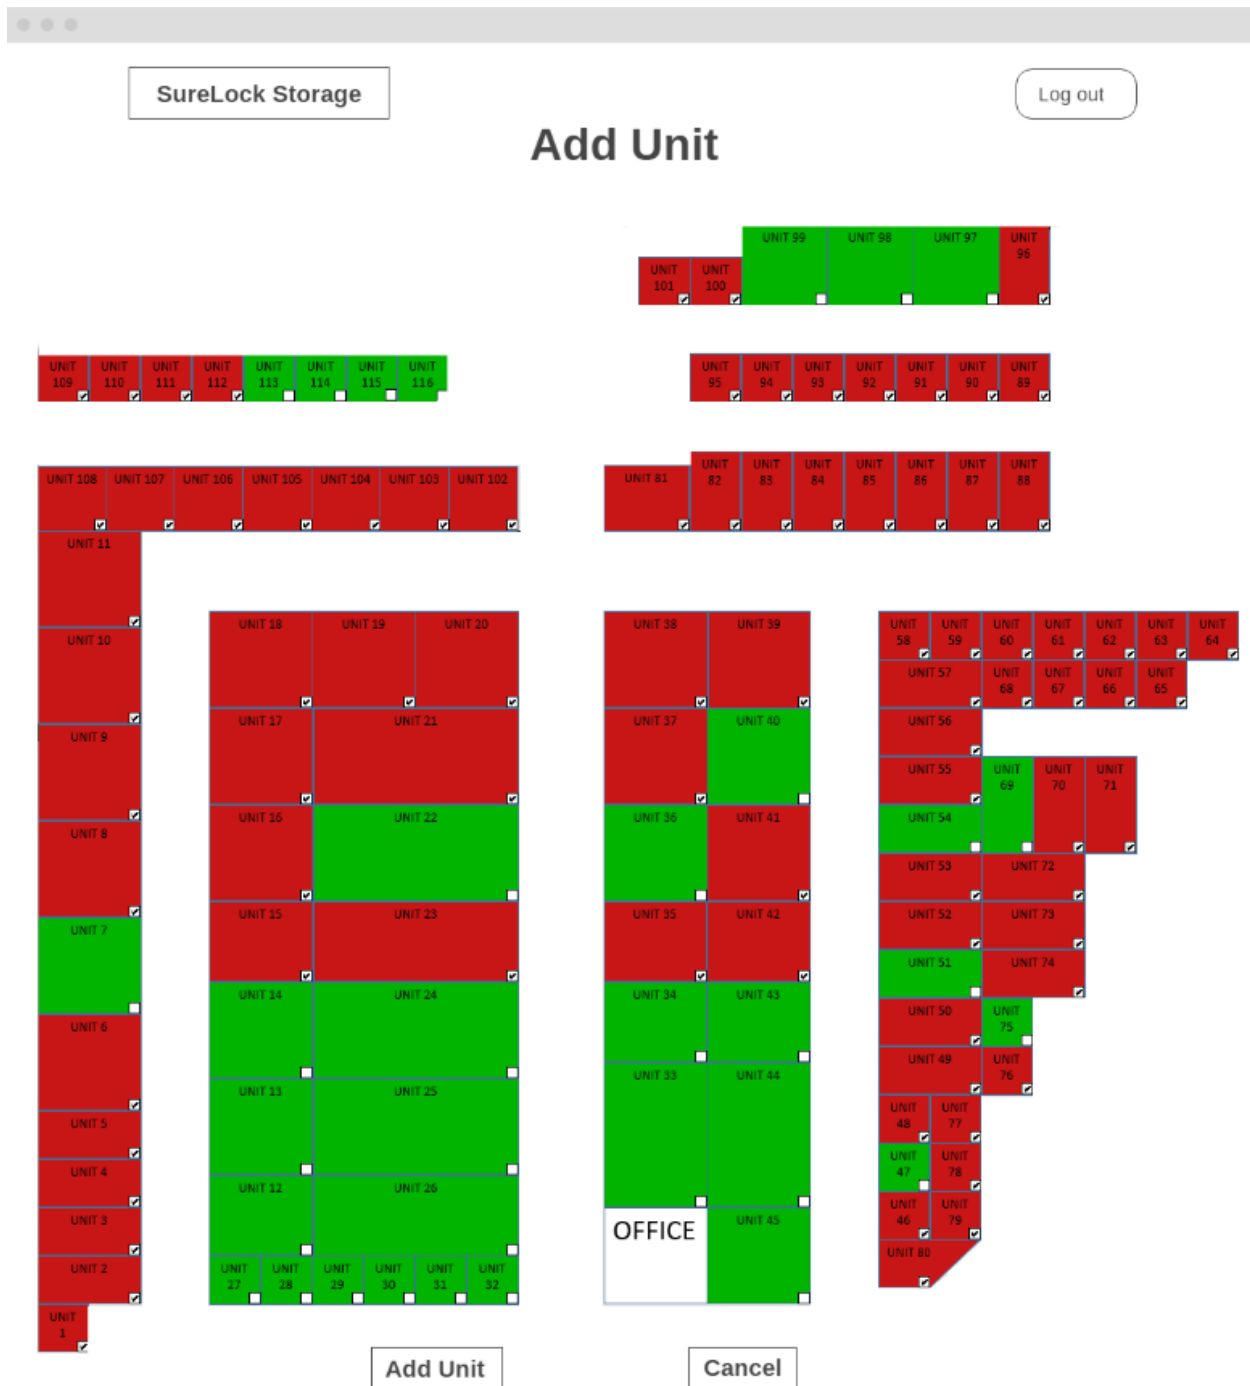 SureLock Storage
Log out
Add Unit
UNIT 99
UNIT 98
UNIT 97
UNIT
96
UNIT
101
UNIT
100
UNIT
109
UNIT
110
UNIT
111
UNIT
112
UNIT
113
UNIT
114
UNIT
115
UNIT
116
UNIT
95
UNIT
94
UNIT
93
UNIT
92
UNIT
91
UNIT
90
UNIT
89
UNIT 108
UNIT 107
UNIT 106
UNIT 105
UNIT 104
UNIT 103
UNIT 102
UNIT 81
UNIT
82
UNIT
83
UNIT
84
UNIT
85
UNIT
86
UNIT
87
UNIT
88
UNIT 11
UNIT 10
UNIT 9
UNIT 8
UNIT 7
UNIT 6
UNIT 5
UNIT 4
UNIT 3
UNIT 2
UNIT
1
UNIT 18
UNIT 19
UNIT 20
UNIT 17
UNIT 21
UNIT 16
UNIT 22
UNIT 15
UNIT 23
UNIT 14
UNIT 24
UNIT 13
UNIT 25
UNIT 12
UNIT 26
UNIT
27
UNIT
28
UNIT
29
UNIT
30
UNIT
31
UNIT
32
UNIT 38
UNIT 39
UNIT 37
UNIT 40
UNIT 36
UNIT 41
UNIT 35
UNIT 42
UNIT 34
UNIT 43
UNIT 33
UNIT 44
OFFICE
UNIT 45
UNIT
58
UNIT
59
UNIT
60
UNIT
61
UNIT
62
UNIT
63
UNIT
64
UNIT 57
UNIT
68
UNIT
67
UNIT
66
UNIT
65
UNIT 56
UNIT 55
UNIT
69
UNIT
70
UNIT
71
UNIT 54
UNIT 53
UNIT 72
UNIT 52
UNIT 73
UNIT 51
UNIT 74
UNIT 50
UNIT
75
UNIT 49
UNIT
76
UNIT
48
UNIT
77
UNIT
47
UNIT
78
UNIT
46
UNIT
79
UNIT 80
Add Unit
Cancel